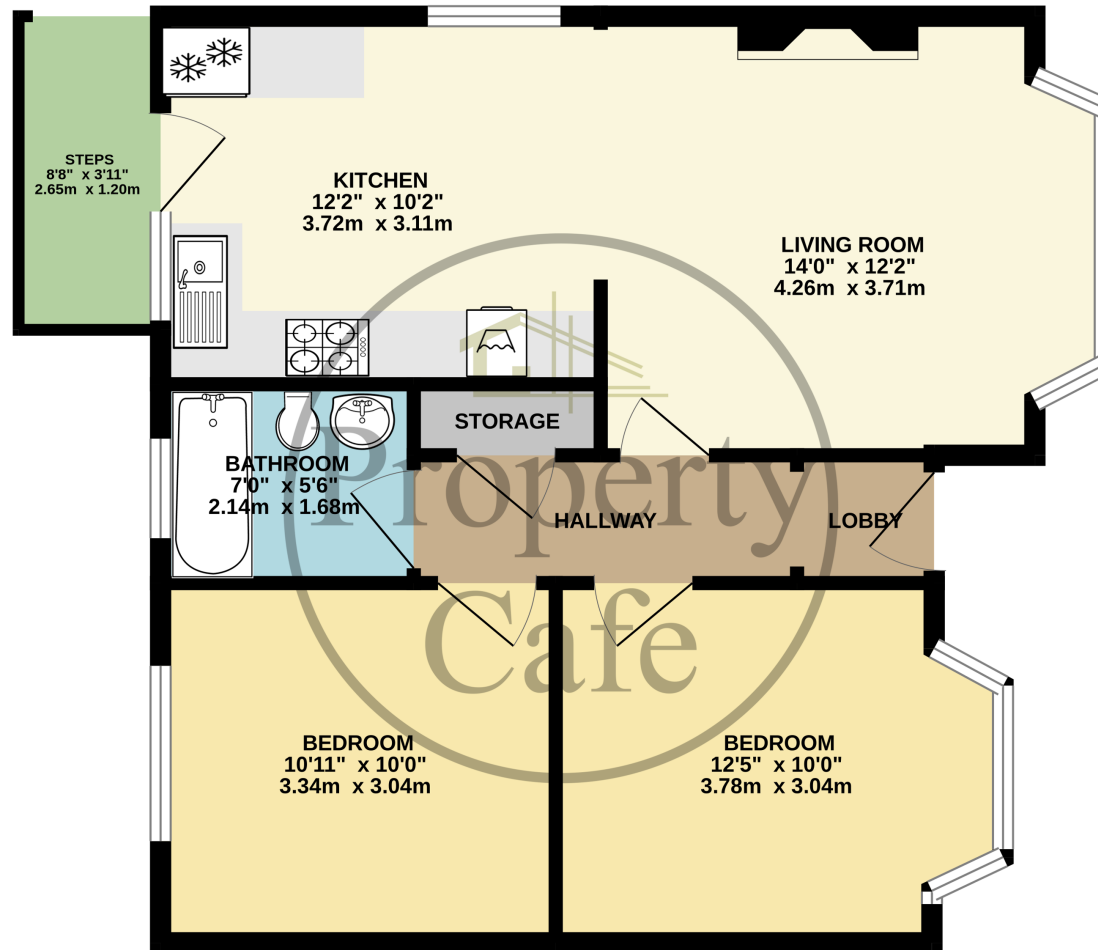 STEPS
8'8" x 3'11"
2.65m x 1.20m
KITCHEN
12'2" x 10'2"
3.72m x 3.11m
LIVING ROOM
14'0" x 12'2"
4.26m x 3.71m
STORAGE
BATHROOM
7'0" x 5'6"
2.14m x 1.68m
HALLWAY
LOBBY
Property
Cafe
BEDROOM
10'11" x 10'0"
3.34m x 3.04m
BEDROOM
12'5" x 10'0"
3.78m x 3.04m